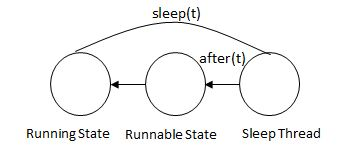 sleep(t)
after(t)
Running State
Runnable State
Sleep Thread